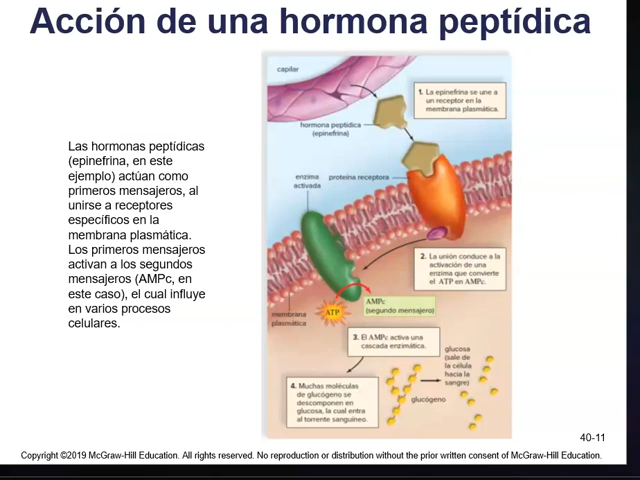 Acción de una hormona peptídica
Las hormonas peptídicas
(epinefrina, en este
ejemplo) actúan como
primeros mensajeros, al
unirse a receptores
específicos en la
membrana plasmática.
Los primeros mensajeros
activan a los segundos
mensajeros (AMPc, en
este caso), el cual influye
en varios procesos
celulares.
capilar
1. La epinefrina se une a
un receptor en la
membrana plasmática.
hormona peptídica
(epinefrina)
enzima
activada
proteína receptora
2. La unión conduce a la
activación de una
enzima que convierte
el ATP en AMPc.
ATP
AMPc
(segundo mensajero)
membrana
plasmática
3. El AMPc activa una
cascada enzimática.
glucosa
(sale de
la célula
hacia la
sangre)
4. Muchas moléculas
de glucógeno se
descomponen en
glucosa, la cual entra
al torrente sanguíneo.
glucógeno
40-11
Copyright ©2019 McGraw-Hill Education. All rights reserved. No reproduction or distribution without the prior written consent of McGraw-Hill Education.